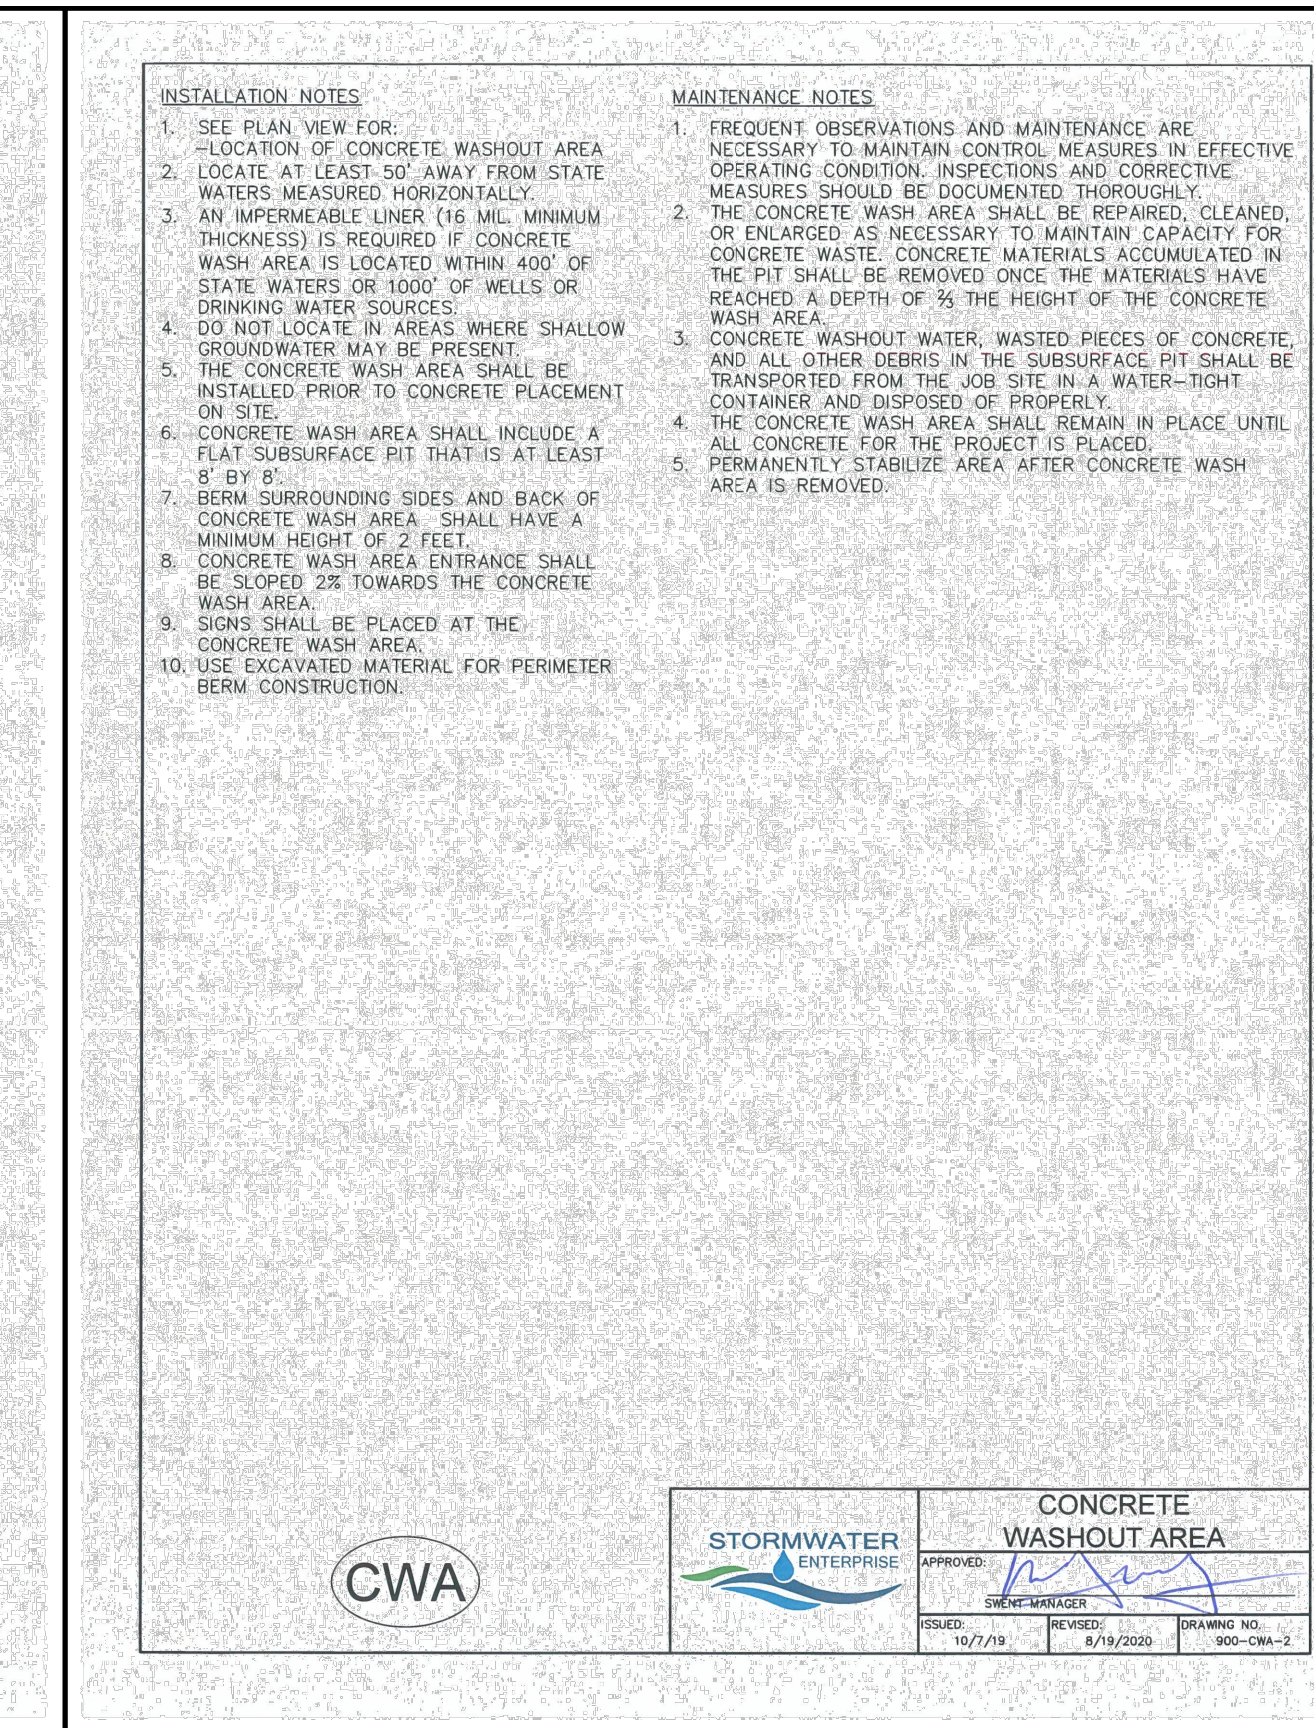 INSTALLATION NOTES
1. SEE PLAN VIEW FOR:
-LOCATION OF CONCRETE WASHOUT AREA
2. LOCATE AT LEAST 50' AWAY FROM STATE
WATERS MEASURED HORIZONTALLY.
3. AN IMPERMEABLE LINER (16 MIL. MINIMUM
THICKNESS) IS REQUIRED IF CONCRETE
WASH AREA IS LOCATED WITHIN 400' OF
STATE WATERS OR 1000' OF WELLS OR
DRINKING WATER SOURCES.
4. DO NOT LOCATE IN AREAS WHERE SHALLOW
GROUNDWATER MAY BE PRESENT.
5. THE CONCRETE WASH AREA SHALL BE
INSTALLED PRIOR TO CONCRETE PLACEMENT
ON SITE.
6. CONCRETE WASH AREA SHALL INCLUDE A
FLAT SUBSURFACE PIT THAT IS AT LEAST
8' BY 8'.
7. BERM SURROUNDING SIDES AND BACK OF
CONCRETE WASH AREA SHALL HAVE A
MINIMUM HEIGHT OF 2 FEET.
8. CONCRETE WASH AREA ENTRANCE SHALL
BE SLOPED 2% TOWARDS THE CONCRETE
WASH AREA.
9. SIGNS SHALL BE PLACED AT THE
CONCRETE WASH AREA.
10. USE EXCAVATED MATERIAL FOR PERIMETER
BERM CONSTRUCTION.
MAINTENANCE NOTES
1. FREQUENT OBSERVATIONS AND MAINTENANCE ARE
NECESSARY TO MAINTAIN CONTROL MEASURES IN EFFECTIVE
OPERATING CONDITION. INSPECTIONS AND CORRECTIVE
MEASURES SHOULD BE DOCUMENTED THOROUGHLY.
2. THE CONCRETE WASH AREA SHALL BE REPAIRED, CLEANED,
OR ENLARGED AS NECESSARY TO MAINTAIN CAPACITY FOR
CONCRETE WASTE. CONCRETE MATERIALS ACCUMULATED IN
THE PIT SHALL BE REMOVED ONCE THE MATERIALS HAVE
REACHED A DEPTH OF ⅔ THE HEIGHT OF THE CONCRETE
WASH AREA.
3. CONCRETE WASHOUT WATER, WASTED PIECES OF CONCRETE,
AND ALL OTHER DEBRIS IN THE SUBSURFACE PIT SHALL BE
TRANSPORTED FROM THE JOB SITE IN A WATER-TIGHT
CONTAINER AND DISPOSED OF PROPERLY.
4. THE CONCRETE WASH AREA SHALL REMAIN IN PLACE UNTIL
ALL CONCRETE FOR THE PROJECT IS PLACED.
5. PERMANENTLY STABILIZE AREA AFTER CONCRETE WASH
AREA IS REMOVED.
CWA
STORMWATER
ENTERPRISE
CONCRETE
WASHOUT AREA
APPROVED:
SWENT MANAGER
ISSUED:
10/7/19
REVISED:
8/19/2020
DRAWING NO.
900-CWA-2